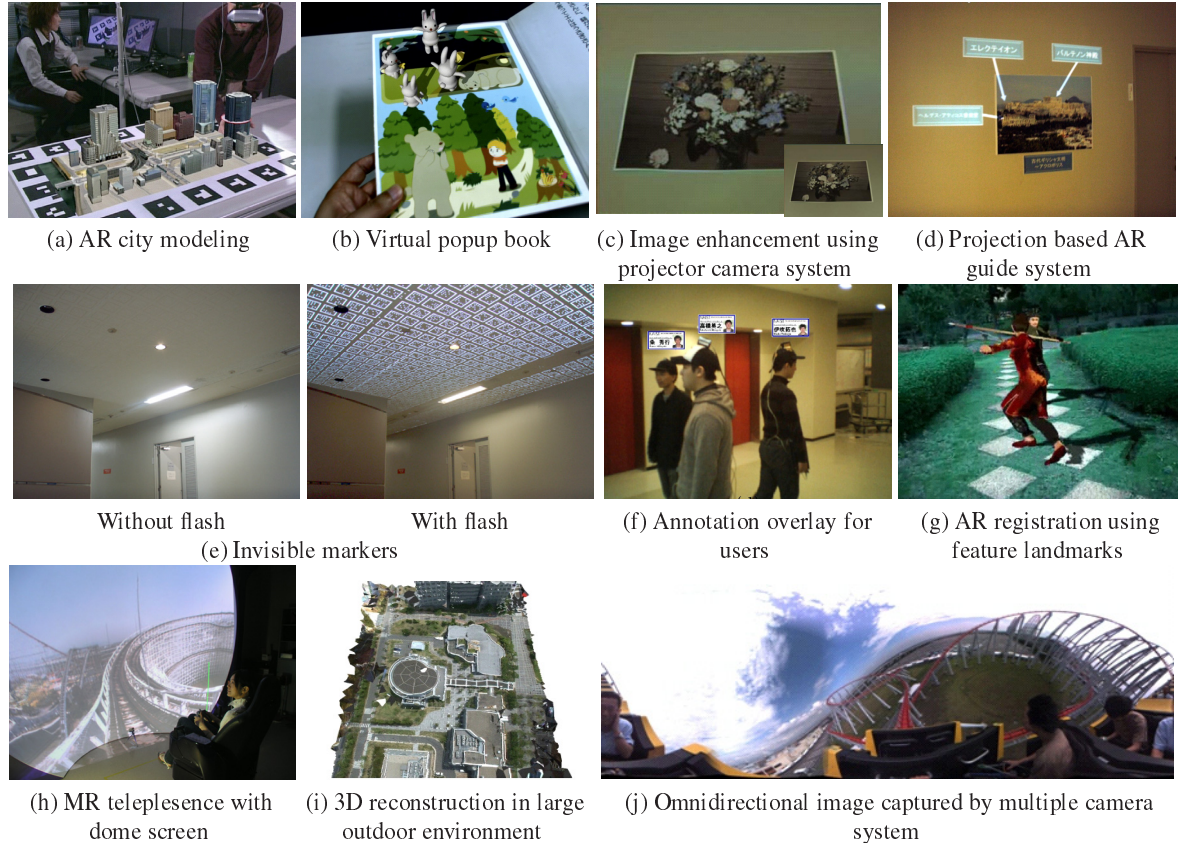 エレクテイオン
パルテノン神殿
(a) AR city modeling
(b) Virtual popup book
(c) Image enhancement using
projector camera system
(d) Projection based AR
guide system
Without flash
With flash
(e) Invisible markers
(f) Annotation overlay for
users
(g) AR registration using
feature landmarks
(h) MR teleplesence with
dome screen
(i) 3D reconstruction in large
outdoor environment
(j) Omnidirectional image captured by multiple camera
system